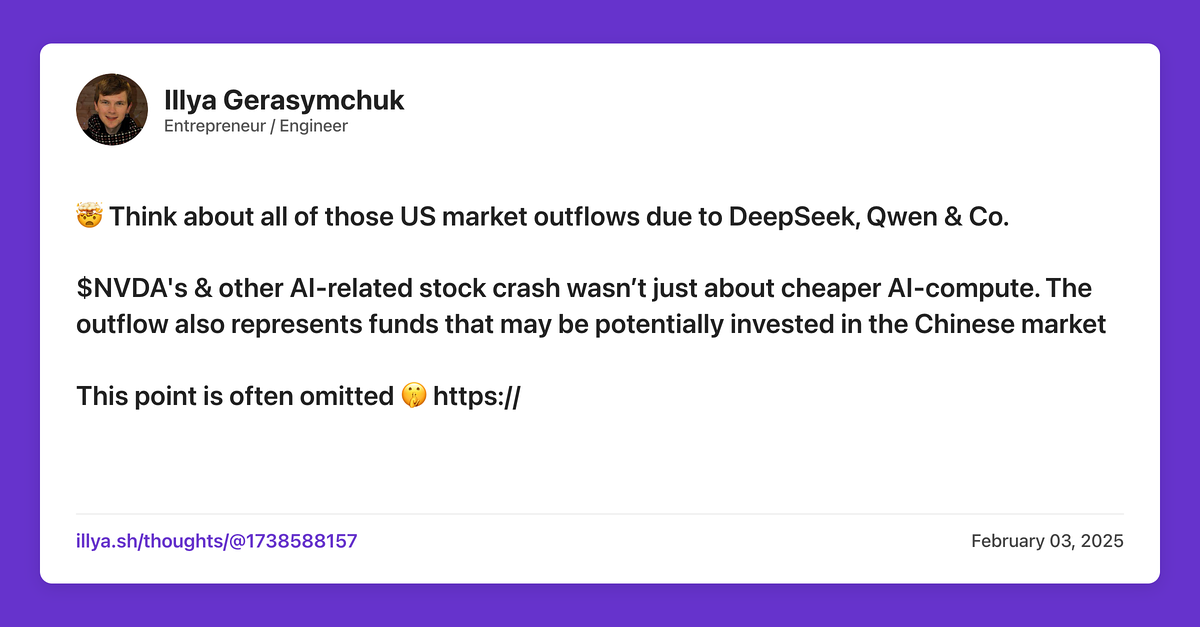 Illya Gerasymchuk
Entrepreneur / Engineer
🤯 Think about all of those US market outflows due to DeepSeek, Qwen & Co.
$NVDA's & other AI-related stock crash wasn’t just about cheaper AI-compute. The
outflow also represents funds that may be potentially invested in the Chinese market
This point is often omitted 🤫 https://
illya.sh/thoughts/@1738588157
February 03, 2025